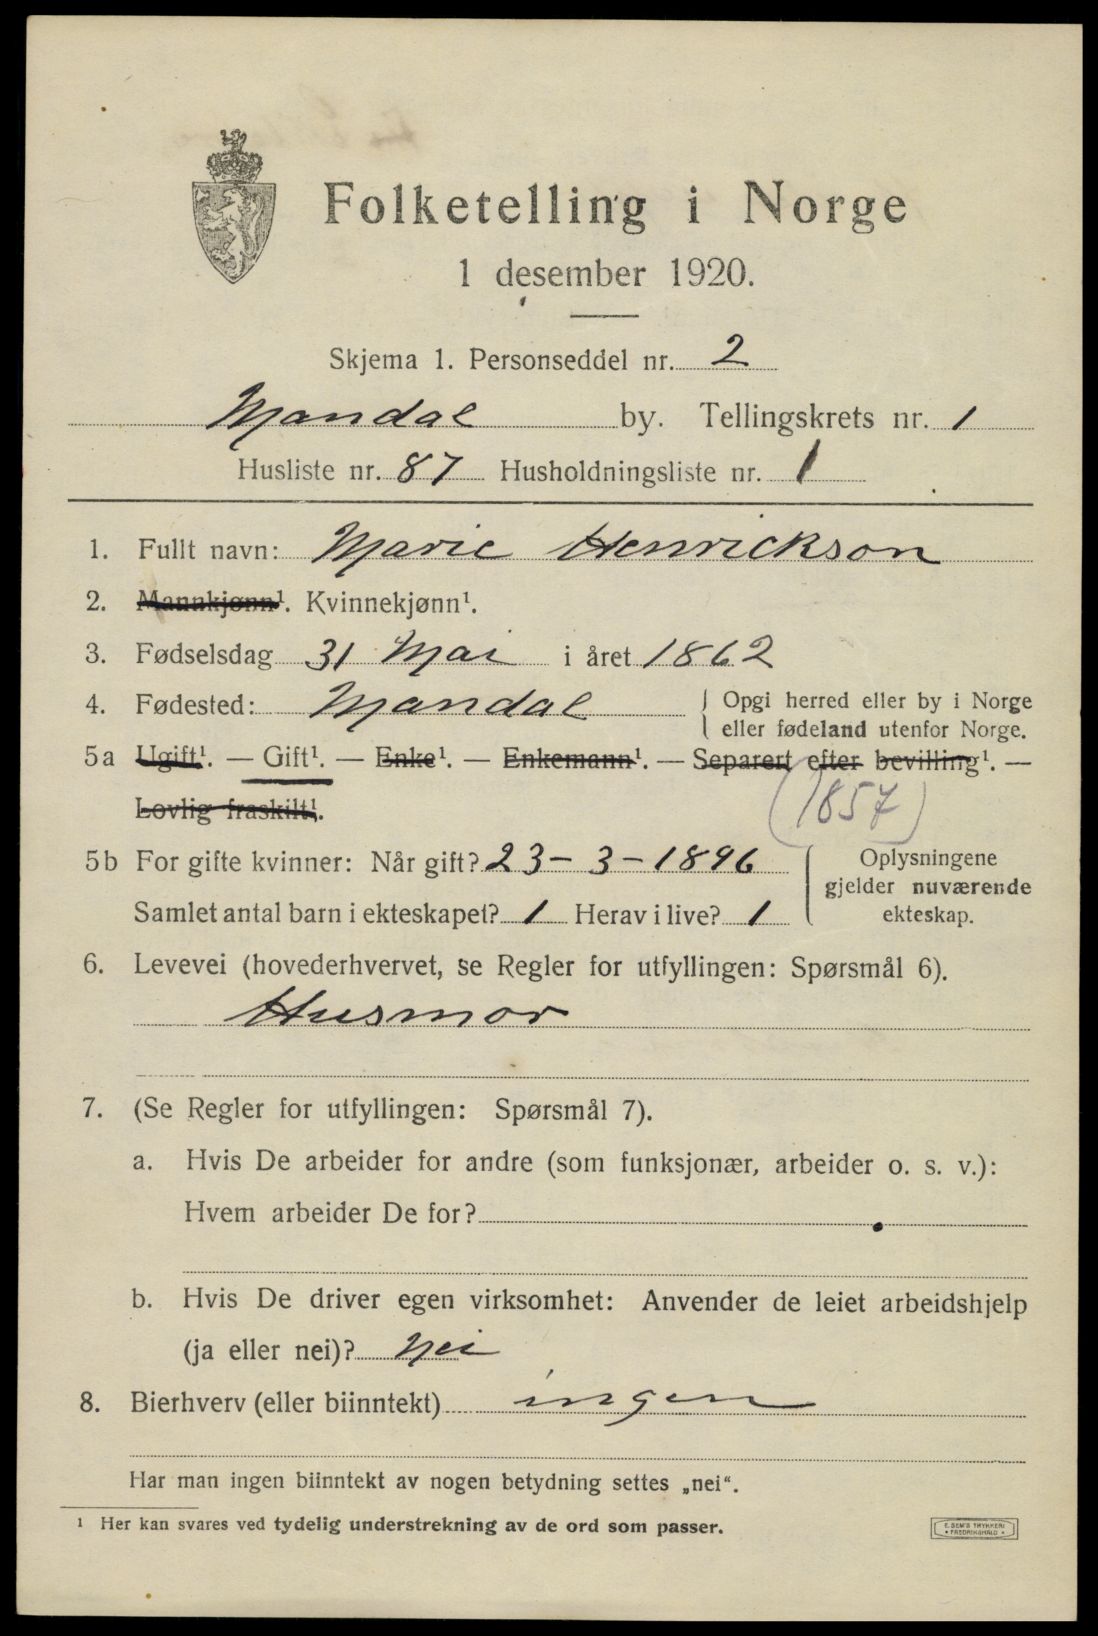 Folketelling i Norge
1 desember 1920.
Skjema 1. Personseddel nr. 2
Mandal by. Tellingskrets nr. 1
Husliste nr. 87 Husholdningsliste nr. 1
1. Fullt navn: Marie Henrickson
2. Mannkjønn¹. Kvinnekjønn¹.
3. Fødselsdag 31 Mai i året 1862
4. Fødested: Mandal Opgi herred eller by i Norge
eller fødeland utenfor Norge.
5a Ugift¹. — Gift¹. — Enke¹. — Enkemann¹. — Separert efter bevilling¹. —
Lovlig fraskilt¹.
(1857)
5b For gifte kvinner: Når gift? 23 – 3 – 1896 Oplysningene
gjelder nuværende
Samlet antal barn i ekteskapet? 1 Herav i live? 1 ekteskap.
6. Levevei (hovederhvervet, se Regler for utfyllingen: Spørsmål 6).
Husmor
7. (Se Regler for utfyllingen: Spørsmål 7).
a. Hvis De arbeider for andre (som funksjonær, arbeider o. s. v.):
Hvem arbeider De for?
b. Hvis De driver egen virksomhet: Anvender de leiet arbeidshjelp
(ja eller nei)? Nei
8. Bierhverv (eller biinntekt) ingen
Har man ingen biinntekt av nogen betydning settes „nei“.
¹ Her kan svares ved tydelig understrekning av de ord som passer.
E. SEM'S TRYKKERI
• FREDRIKSHALD •